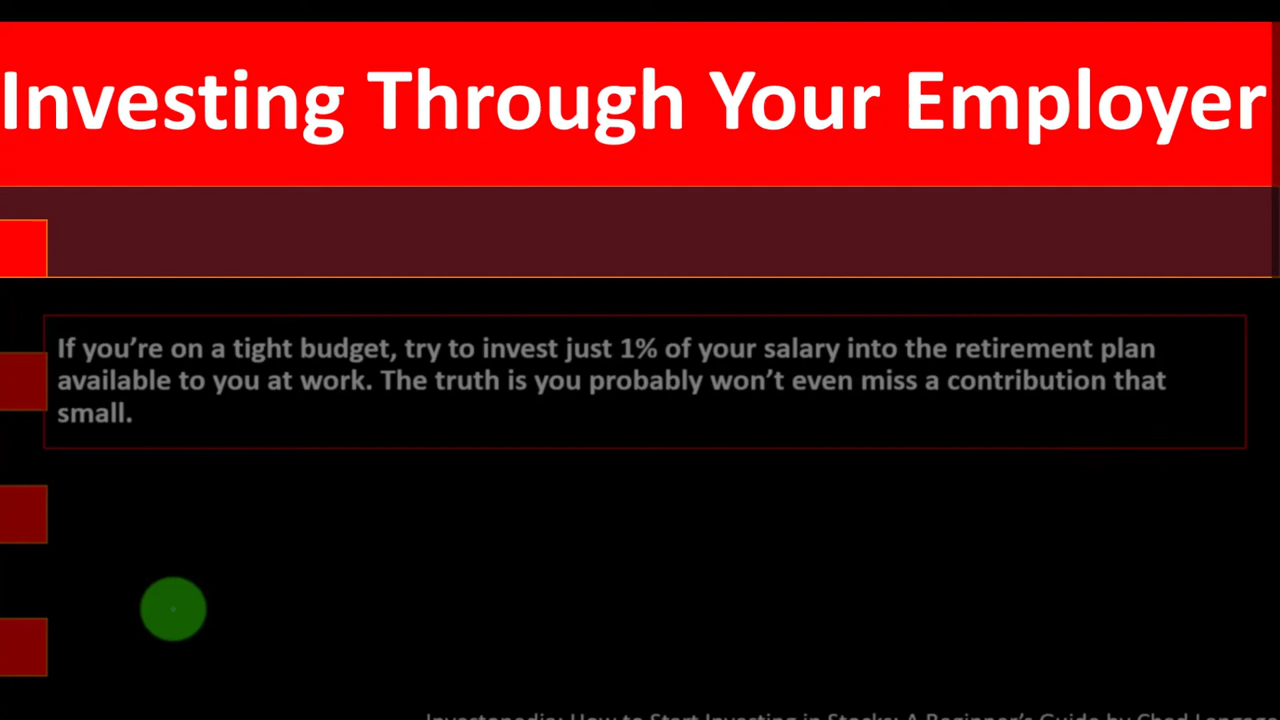 Investing Through Your Employer
If you’re on a tight budget, try to invest just 1% of your salary into the retirement plan
available to you at work. The truth is you probably won’t even miss a contribution that
small.
Investopedia: How to Start Investing in Stocks: A Beginner's Guide by Chad